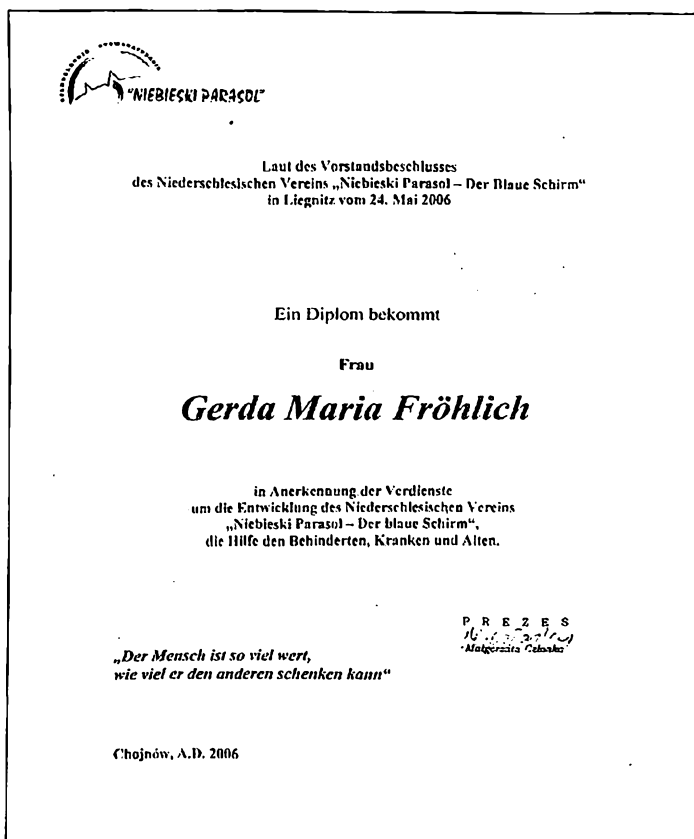 "NIEBIESKI PARASOL"
Laut des Vorstandsbeschlusses
des Niederschlesischen Vereins „Niebieski Parasol – Der Blaue Schirm“
in Liegnitz vom 24. Mai 2006
Ein Diplom bekommt
Frau
Gerda Maria Fröhlich
in Anerkennung der Verdienste
um die Entwicklung des Niederschlesischen Vereins
„Niebieski Parasol – Der blaue Schirm“,
die Hilfe den Behinderten, Kranken und Alten.
P R E Z E S
Małgorzata
„Der Mensch ist so viel wert,
wie viel er den anderen schenken kann“
Chojnów, A.D. 2006